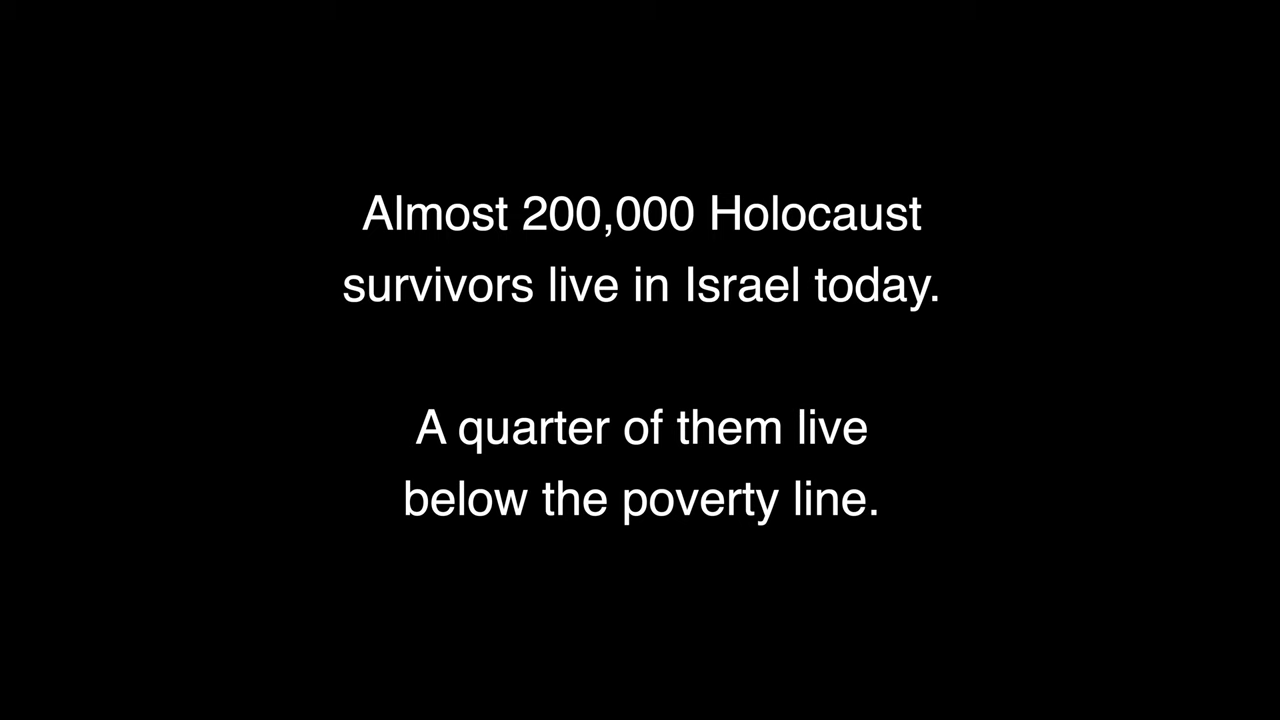 Almost 200,000 Holocaust
survivors live in Israel today.
A quarter of them live
below the poverty line.